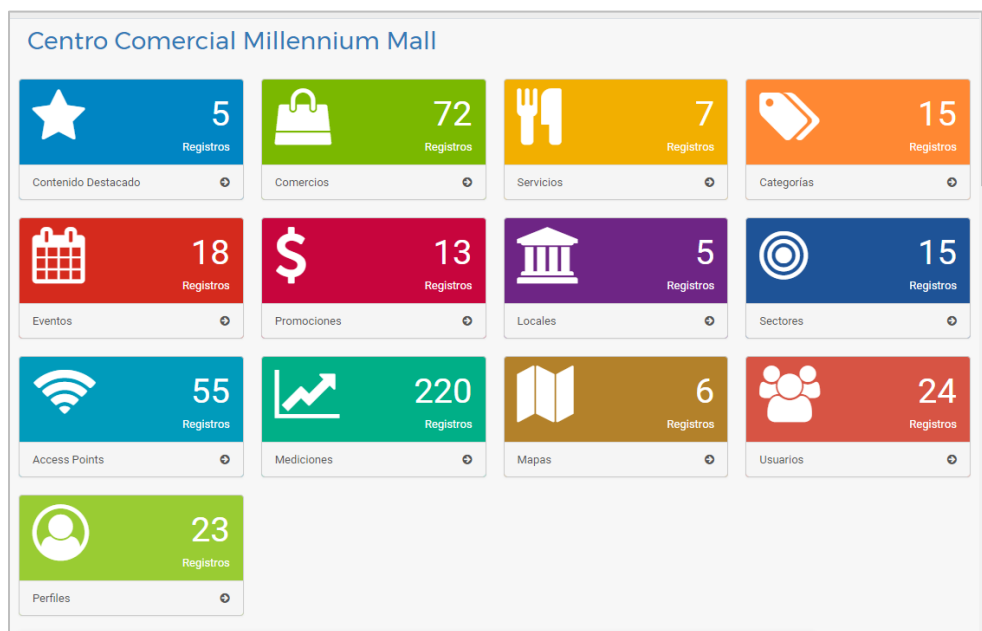 Centro Comercial Millennium Mall
5
Registros
Contenido Destacado
72
Registros
Comercios
7
Registros
Servicios
15
Registros
Categorías
18
Registros
Eventos
13
Registros
Promociones
5
Registros
Locales
15
Registros
Sectores
55
Registros
Access Points
220
Registros
Mediciones
6
Registros
Mapas
24
Registros
Usuarios
23
Registros
Perfiles